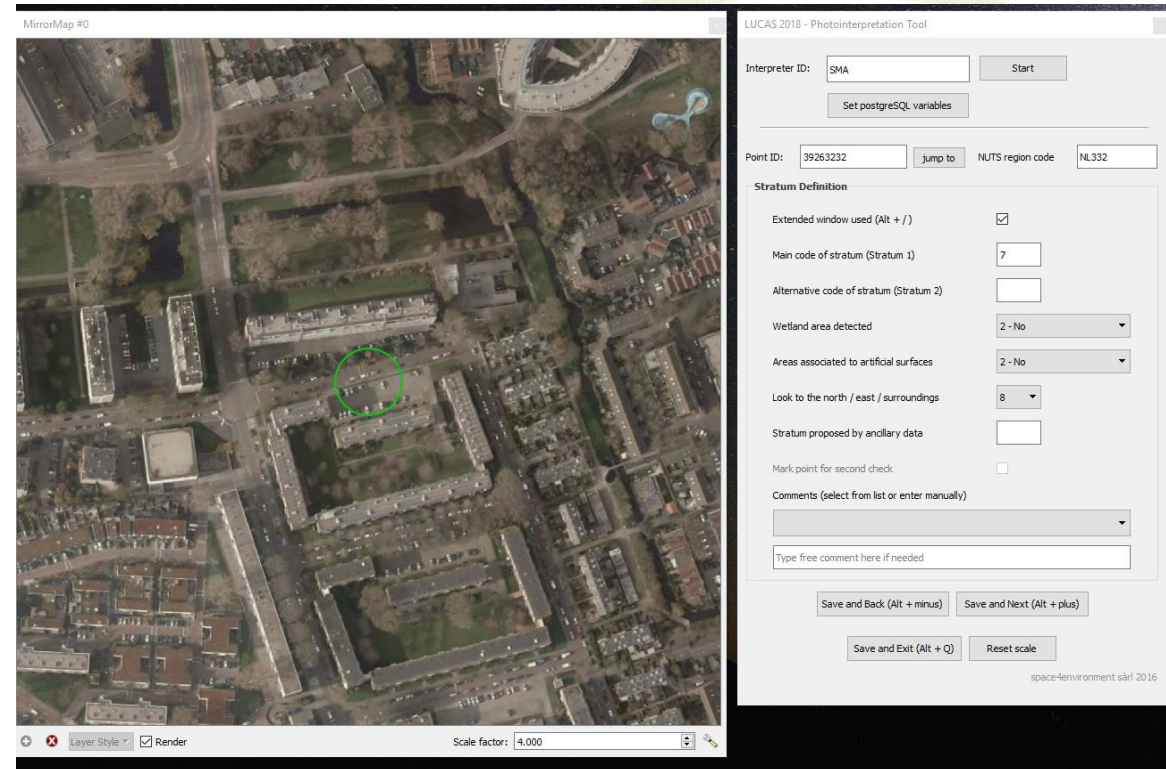 MirrorMap #0
Layer Style
Render
Scale factor: 4.000
LUCAS 2018 - Photointerpretation Tool
Interpreter ID: SMA Start
Set postgreSQL variables
Point ID: 39263232 jump to NUTS region code NL332
Stratum Definition
Extended window used (Alt + / )
Main code of stratum (Stratum 1) 7
Alternative code of stratum (Stratum 2)
Wetland area detected 2 - No
Areas associated to artificial surfaces 2 - No
Look to the north / east / surroundings 8
Stratum proposed by ancillary data
Mark point for second check
Comments (select from list or enter manually)
Type free comment here if needed
Save and Back (Alt + minus) Save and Next (Alt + plus)
Save and Exit (Alt + Q) Reset scale
space4environment sàrl 2016